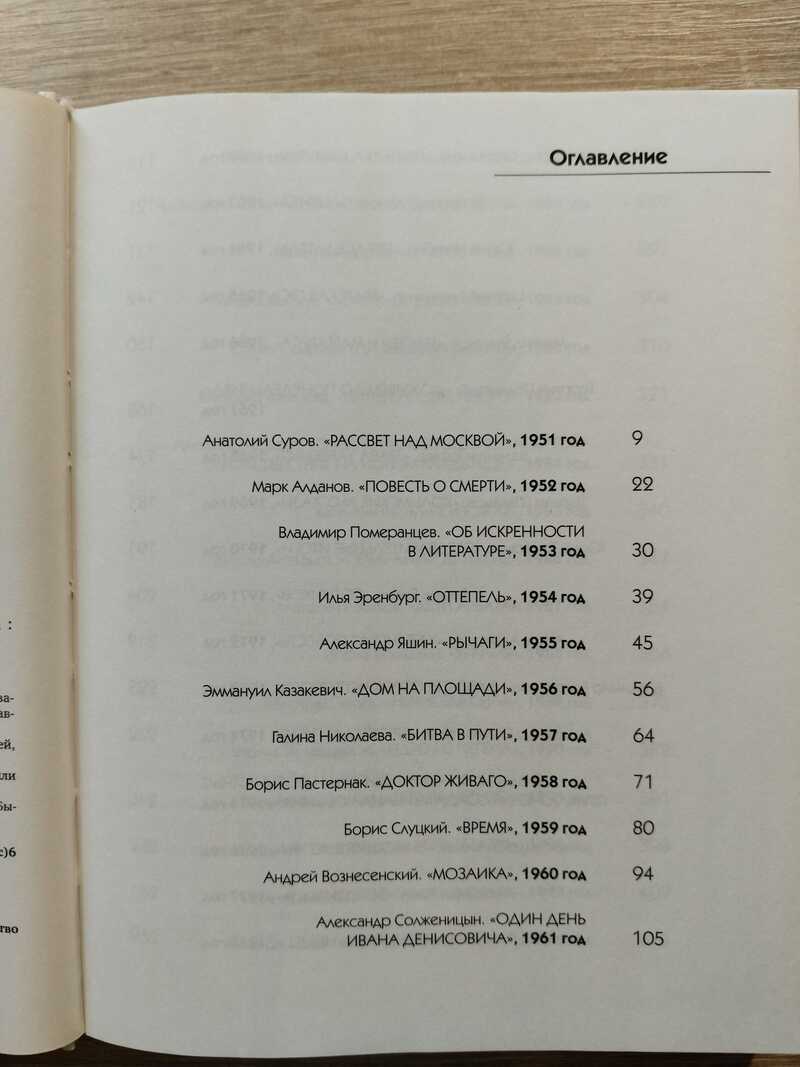 Оглавление
Анатолий Суров. «РАССВЕТ НАД МОСКВОЙ», 1951 год 9
Марк Алданов. «ПОВЕСТЬ О СМЕРТИ», 1952 год 22
Владимир Померанцев. «ОБ ИСКРЕННОСТИ
В ЛИТЕРАТУРЕ», 1953 год 30
Илья Эренбург. «ОТТЕПЕЛЬ», 1954 год 39
Александр Яшин. «РЫЧАГИ», 1955 год 45
Эммануил Казакевич. «ДОМ НА ПЛОЩАДИ», 1956 год 56
Галина Николаева. «БИТВА В ПУТИ», 1957 год 64
Борис Пастернак. «ДОКТОР ЖИВАГО», 1958 год 71
Борис Слуцкий. «ВРЕМЯ», 1959 год 80
Андрей Вознесенский. «МОЗАИКА», 1960 год 94
Александр Солженицын. «ОДИН ДЕНЬ
ИВАНА ДЕНИСОВИЧА», 1961 год 105